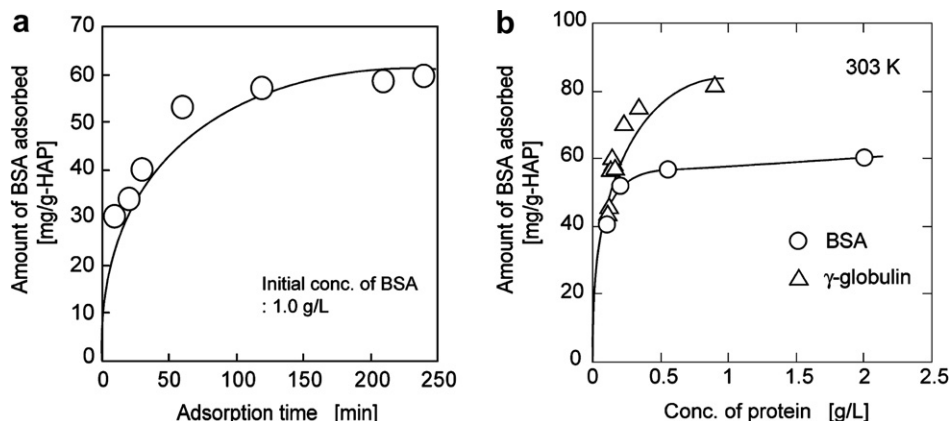 a
Amount of BSA adsorbed
[mg/g-HAP]
70
60
50
40
30
20
10
0
Initial conc. of BSA
: 1.0 g/L
0
50
100
150
200
250
Adsorption time [min]
b
Amount of BSA adsorbed
[mg/g-HAP]
100
80
60
40
20
0
303 K
BSA
γ-globulin
0
0.5
1
1.5
2
2.5
Conc. of protein [g/L]